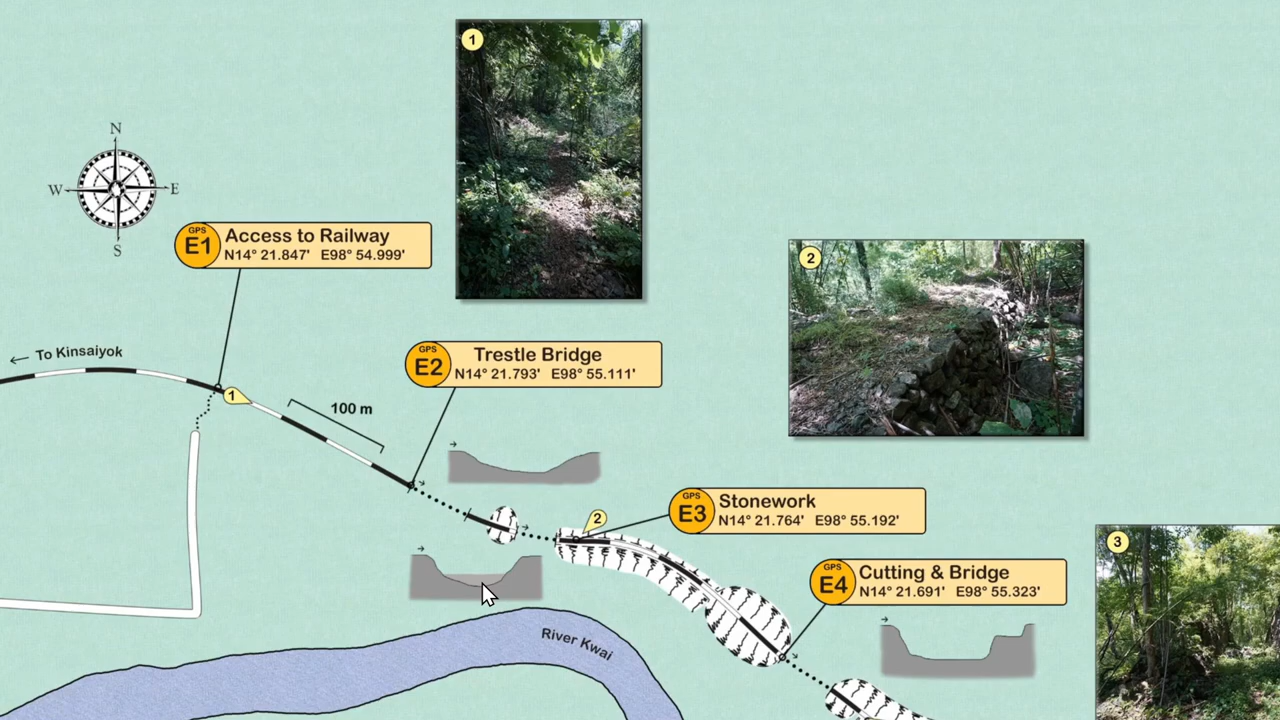 1
N
W
E
S
GPS
E1
Access to Railway
N14° 21.847' E98° 54.999'
2
← To Kinsaiyok
GPS
E2
Trestle Bridge
N14° 21.793' E98° 55.111'
1
100 m
GPS
E3
Stonework
N14° 21.764' E98° 55.192'
2
3
GPS
E4
Cutting & Bridge
N14° 21.691' E98° 55.323'
River Kwai